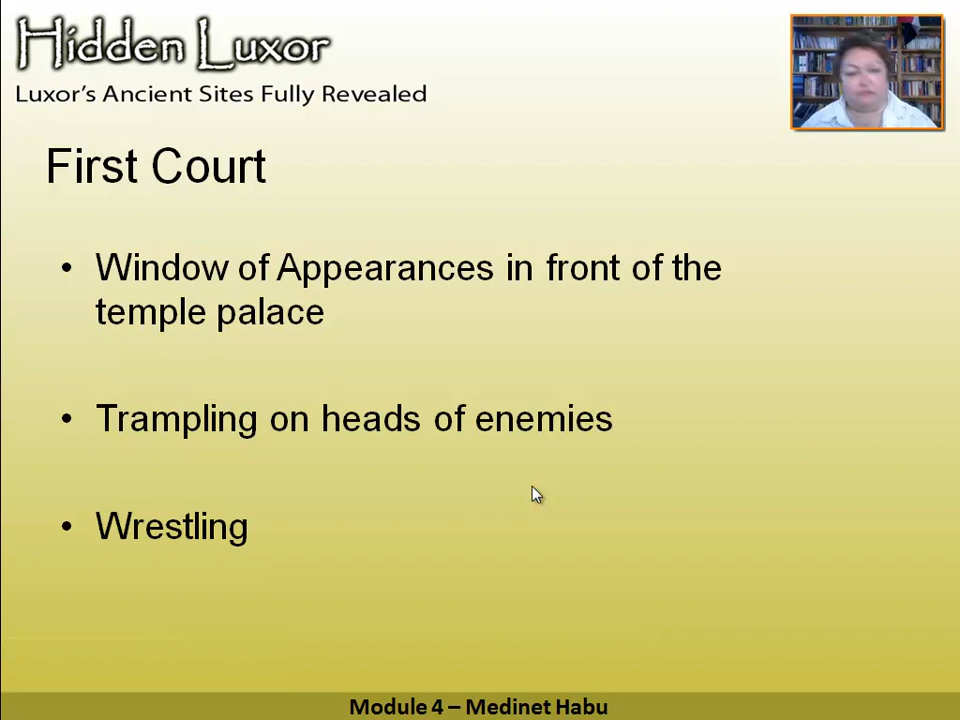 Hidden Luxor
Luxor's Ancient Sites Fully Revealed
First Court
• Window of Appearances in front of the
temple palace
• Trampling on heads of enemies
• Wrestling
Module 4 – Medinet Habu